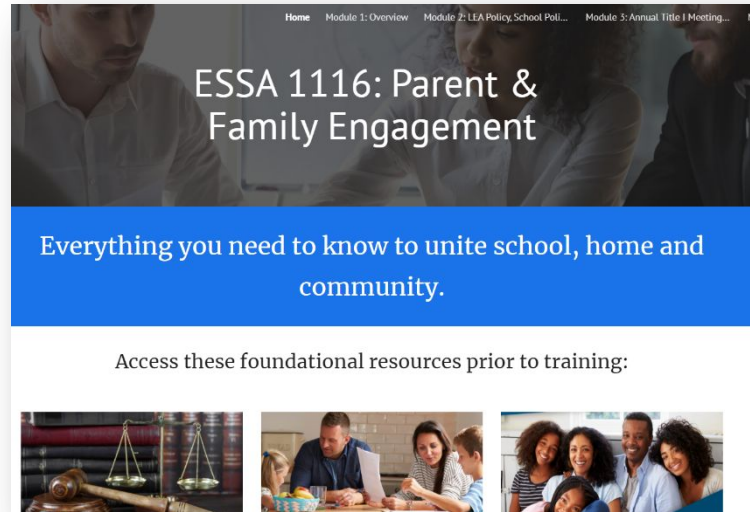 Home Module 1: Overview Module 2: LEA Policy, School Poli... Module 3: Annual Title I Meeting...
ESSA 1116: Parent &
Family Engagement
Everything you need to know to unite school, home and
community.
Access these foundational resources prior to training: